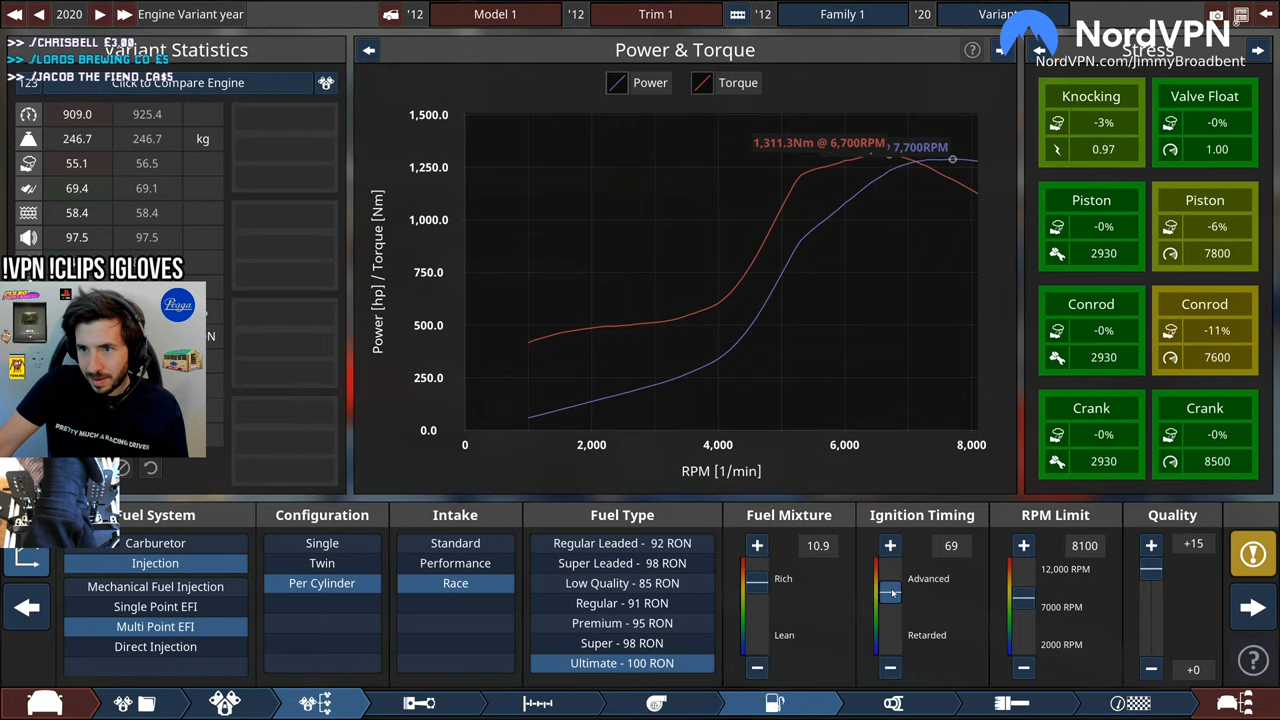 2020 Engine Variant year '12 Model 1 '12 Trim 1 '12 Family 1 '20 Variant
NordVPN
NordVPN.com/JimmyBroadbent
>> ./CHRISBELL £3.00
>> ./LORDS BREWING CO £5
>> ./JACOB THE FIEND CA$5
Variant Statistics
123 Click to Compare Engine
909.0 925.4
246.7 246.7 kg
55.1 56.5
69.4 69.1
58.4 58.4
97.5 97.5
N
!VPN !CLIPS !GLOVES
Praga
PRETTY MUCH A RACING DRIVER
Power & Torque
Power Torque
1,500.0
1,250.0
1,000.0
750.0
500.0
250.0
0.0
Power [hp] / Torque [Nm]
1,311.3Nm @ 6,700RPM
7,700RPM
0 2,000 4,000 6,000 8,000
RPM [1/min]
Stress
Knocking
-3%
0.97
Valve Float
-0%
1.00
Piston
-0%
2930
Piston
-6%
7800
Conrod
-0%
2930
Conrod
-11%
7600
Crank
-0%
2930
Crank
-0%
8500
Fuel System
Carburetor
Injection
Mechanical Fuel Injection
Single Point EFI
Multi Point EFI
Direct Injection
Configuration
Single
Twin
Per Cylinder
Intake
Standard
Performance
Race
Fuel Type
Regular Leaded - 92 RON
Super Leaded - 98 RON
Low Quality - 85 RON
Regular - 91 RON
Premium - 95 RON
Super - 98 RON
Ultimate - 100 RON
Fuel Mixture
+ 10.9
Rich
Lean
-
Ignition Timing
+ 69
Advanced
Retarded
-
RPM Limit
+ 8100
12,000 RPM
7000 RPM
2000 RPM
-
Quality
+ +15
- +0